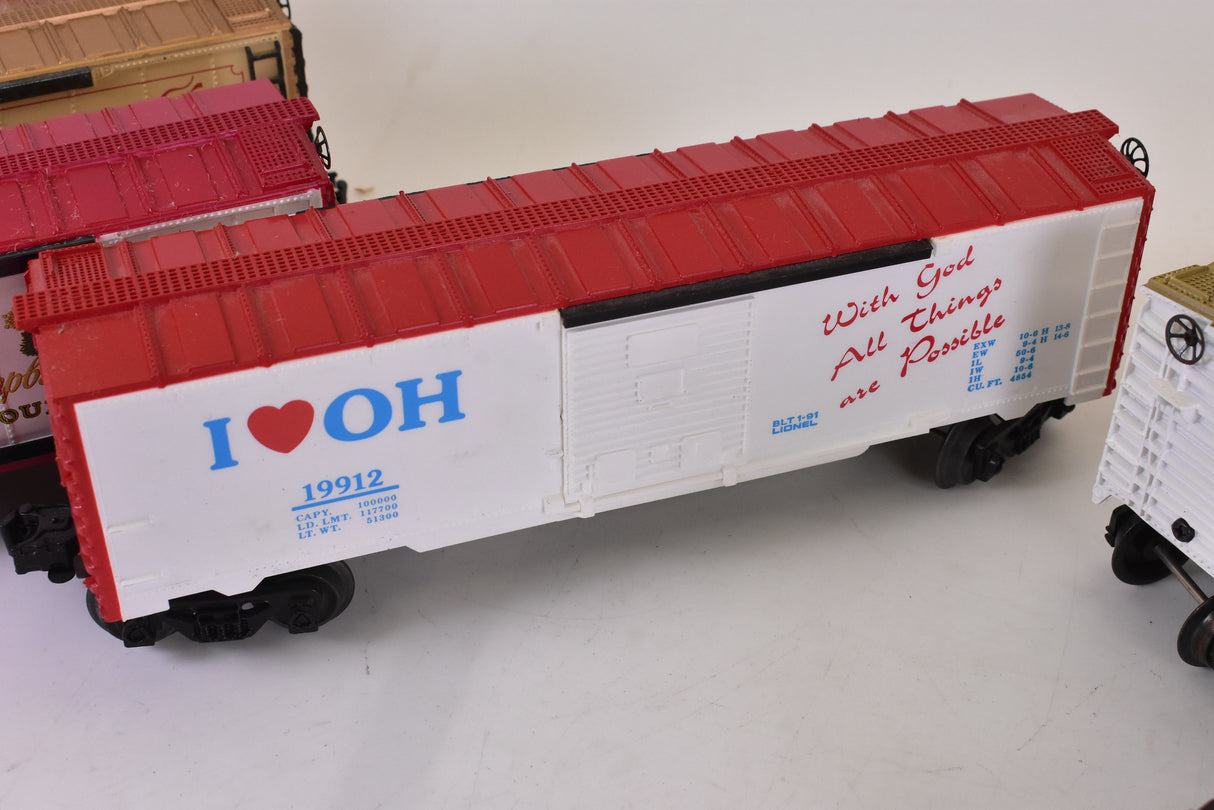 I ♥ OH
19912
CAPY. 100000
LD. LMT. 117700
LT. WT. 51300
With God
All Things
are Possible
BLT 1-91
LIONEL
10-6 H 13-8
EXW 9-4 H 14-6
EW 50-6
IL 9-4
IW 10-6
IH
CU. FT. 4854